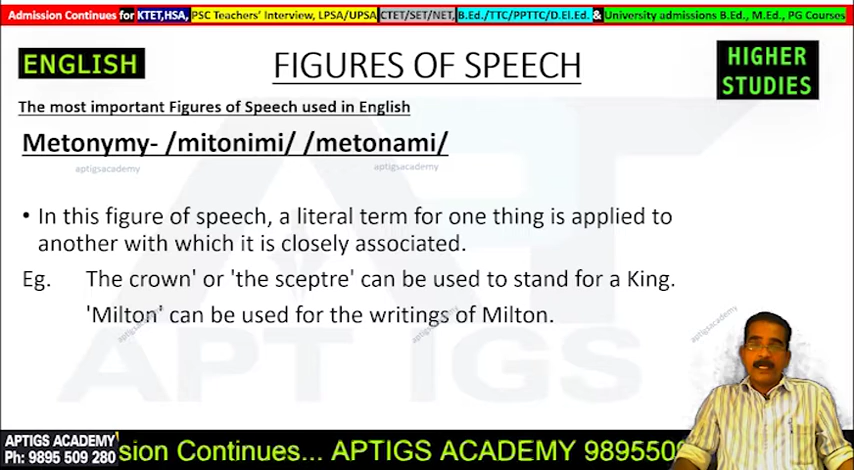 Admission Continues for KTET,HSA, PSC Teachers' Interview, LPSA/UPSA CTET/SET/NET, B.Ed./TTC/PPTTC/D.El.Ed. & University admissions B.Ed., M.Ed., PG Courses
ENGLISH
FIGURES OF SPEECH
HIGHER
STUDIES
The most important Figures of Speech used in English
Metonymy- /mitonimi/ /metonami/
aptigsacademy
aptigsacademy
• In this figure of speech, a literal term for one thing is applied to
another with which it is closely associated.
Eg. The crown' or 'the sceptre' can be used to stand for a King.
'Milton' can be used for the writings of Milton.
aptigsacademy
aptigsacademy
aptigsacademy
APTIGS
APTIGS ACADEMY
Ph: 9895 509 280
sion Continues... APTIGS ACADEMY 989550